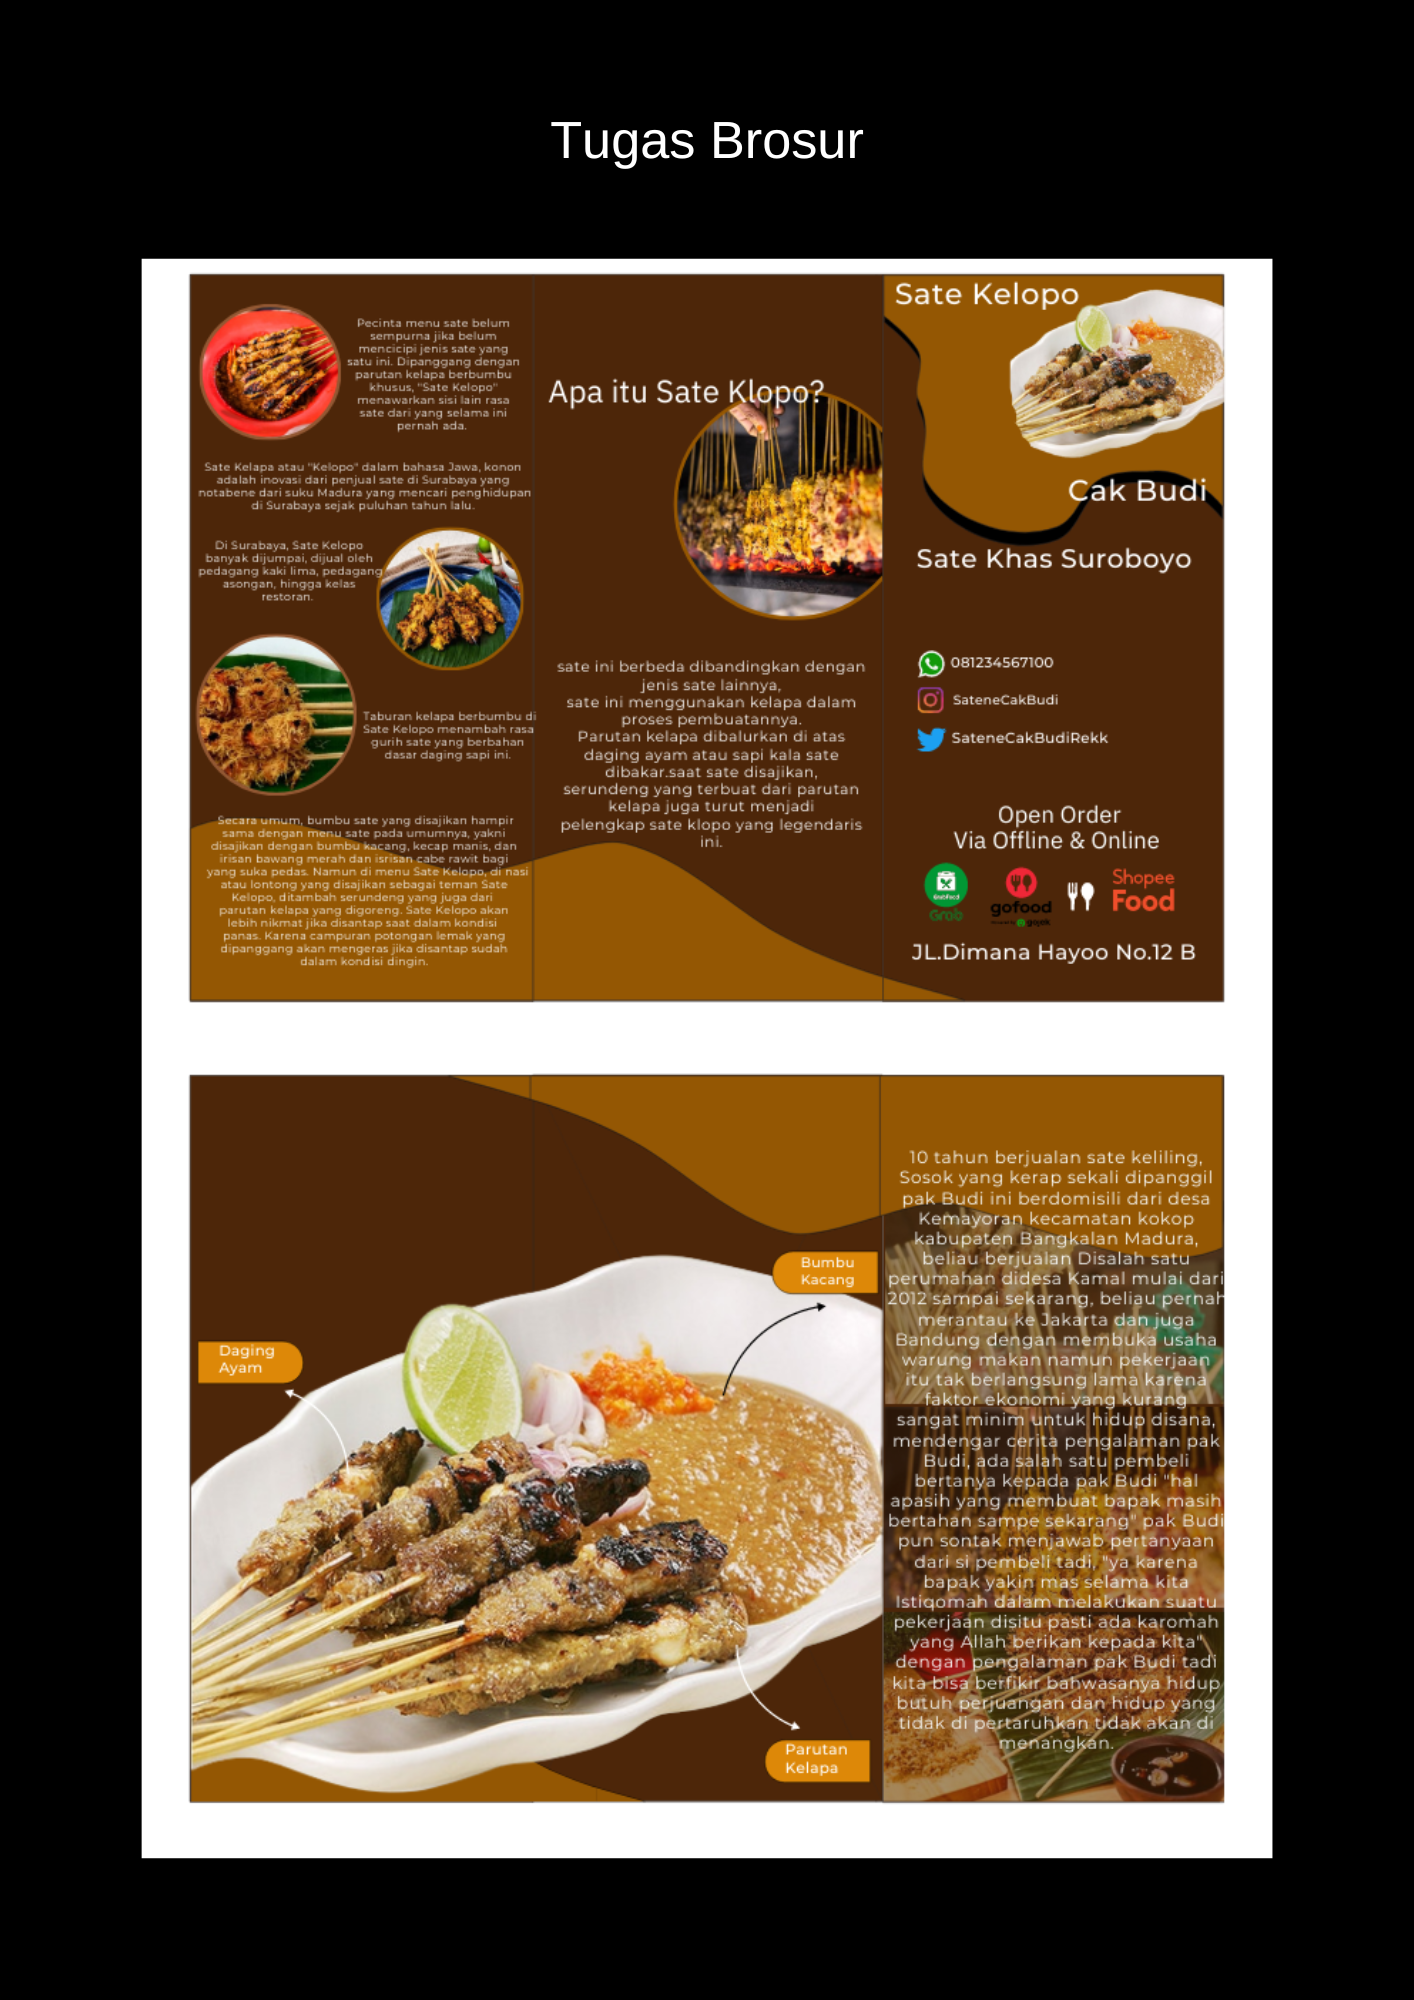 Tugas Brosur
Pecinta menu sate belum
sempurna jika belum
mencicipi jenis sate yang
satu ini. Dipanggang dengan
parutan kelapa berbumbu
khusus, "Sate Kelopo"
menawarkan sisi lain rasa
sate dari yang selama ini
pernah ada.
Sate Kelapa atau "Kelopo" dalam bahasa Jawa, konon
adalah inovasi dari penjual sate di Surabaya yang
notabene dari suku Madura yang mencari penghidupan
di Surabaya sejak puluhan tahun lalu.
Di Surabaya, Sate Kelopo
banyak dijumpai, dijual oleh
pedagang kaki lima, pedagang
asongan, hingga kelas
restoran.
Taburan kelapa berbumbu di
Sate Kelopo menambah rasa
gurih sate yang berbahan
dasar daging sapi ini.
Secara umum, bumbu sate yang disajikan hampir
sama dengan menu sate pada umumnya, yakni
disajikan dengan bumbu kacang, kecap manis, dan
irisan bawang merah dan isrisan cabe rawit bagi
yang suka pedas. Namun di menu Sate Kelopo, di nasi
atau lontong yang disajikan sebagai teman Sate
Kelopo, ditambah serundeng yang juga dari
parutan kelapa yang digoreng. Sate Kelopo akan
lebih nikmat jika disantap saat dalam kondisi
panas. Karena campuran potongan lemak yang
dipanggang akan mengeras jika disantap sudah
dalam kondisi dingin.
Apa itu Sate Klopo?
sate ini berbeda dibandingkan dengan
jenis sate lainnya,
sate ini menggunakan kelapa dalam
proses pembuatannya.
Parutan kelapa dibalurkan di atas
daging ayam atau sapi kala sate
dibakar.saat sate disajikan,
serundeng yang terbuat dari parutan
kelapa juga turut menjadi
pelengkap sate klopo yang legendaris
ini.
Sate Kelopo
Cak Budi
Sate Khas Suroboyo
081234567100
SateneCakBudi
SateneCakBudiRekk
Open Order
Via Offline & Online
GrabFood
Grab
gofood
gojek
Shopee
Food
JL.Dimana Hayoo No.12 B
Bumbu
Kacang
Daging
Ayam
Parutan
Kelapa
10 tahun berjualan sate keliling,
Sosok yang kerap sekali dipanggil
pak Budi ini berdomisili dari desa
Kemayoran kecamatan kokop
kabupaten Bangkalan Madura,
beliau berjualan Disalah satu
perumahan didesa Kamal mulai dari
2012 sampai sekarang, beliau pernah
merantau ke Jakarta dan juga
Bandung dengan membuka usaha
warung makan namun pekerjaan
itu tak berlangsung lama karena
faktor ekonomi yang kurang
sangat minim untuk hidup disana,
mendengar cerita pengalaman pak
Budi, ada salah satu pembeli
bertanya kepada pak Budi "hal
apasih yang membuat bapak masih
bertahan sampe sekarang" pak Budi
pun sontak menjawab pertanyaan
dari si pembeli tadi, "ya karena
bapak yakin mas selama kita
Istiqomah dalam melakukan suatu
pekerjaan disitu pasti ada karomah
yang Allah berikan kepada kita"
dengan pengalaman pak Budi tadi
kita bisa berfikir bahwasanya hidup
butuh perjuangan dan hidup yang
tidak di pertaruhkan tidak akan di
menangkan.